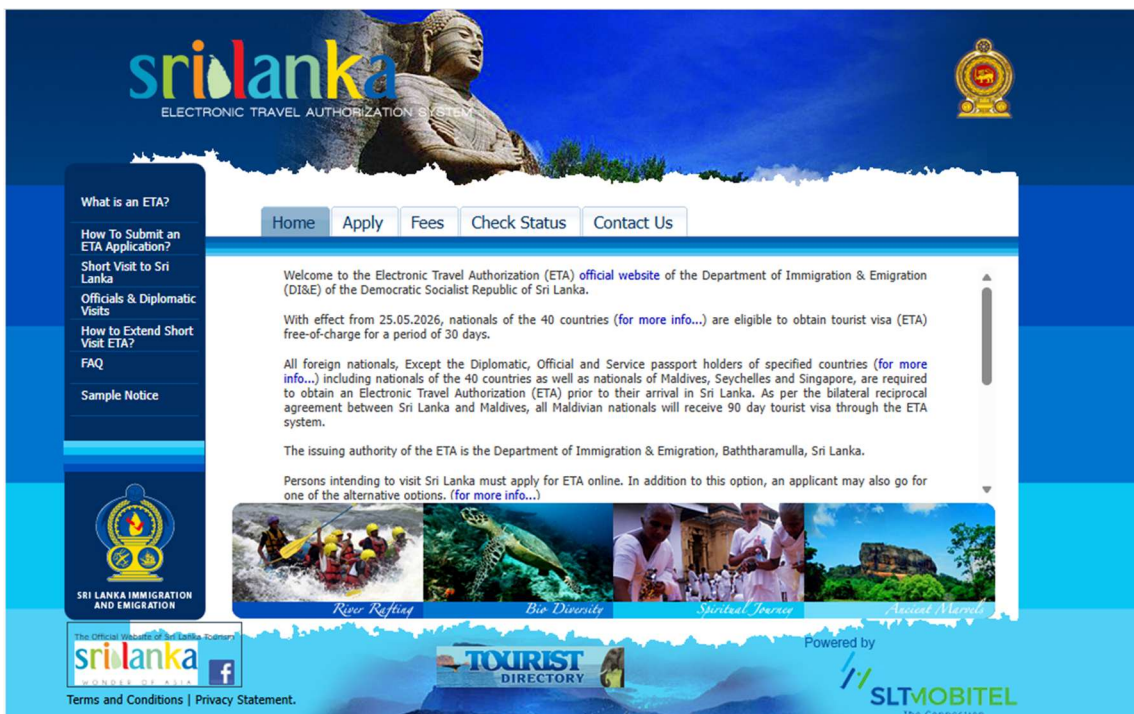 srilanka
ELECTRONIC TRAVEL AUTHORIZATION SYSTEM
What is an ETA?
How To Submit an
ETA Application?
Short Visit to Sri
Lanka
Officials & Diplomatic
Visits
How to Extend Short
Visit ETA?
FAQ
Sample Notice
SRI LANKA IMMIGRATION
AND EMIGRATION
Home
Apply
Fees
Check Status
Contact Us
Welcome to the Electronic Travel Authorization (ETA) official website of the Department of Immigration & Emigration
(DI&E) of the Democratic Socialist Republic of Sri Lanka.
With effect from 25.05.2026, nationals of the 40 countries (for more info...) are eligible to obtain tourist visa (ETA)
free-of-charge for a period of 30 days.
All foreign nationals, Except the Diplomatic, Official and Service passport holders of specified countries (for more
info...) including nationals of the 40 countries as well as nationals of Maldives, Seychelles and Singapore, are required
to obtain an Electronic Travel Authorization (ETA) prior to their arrival in Sri Lanka. As per the bilateral reciprocal
agreement between Sri Lanka and Maldives, all Maldivian nationals will receive 90 day tourist visa through the ETA
system.
The issuing authority of the ETA is the Department of Immigration & Emigration, Baththaramulla, Sri Lanka.
Persons intending to visit Sri Lanka must apply for ETA online. In addition to this option, an applicant may also go for
one of the alternative options. (for more info...)
River Rafting
Bio Diversity
Spiritual Journey
Ancient Marvels
The Official Website of Sri Lanka Tourism
srilanka
WONDER OF ASIA
f
Terms and Conditions | Privacy Statement.
TOURIST
DIRECTORY
Powered by
SLTMOBITEL
The Connection